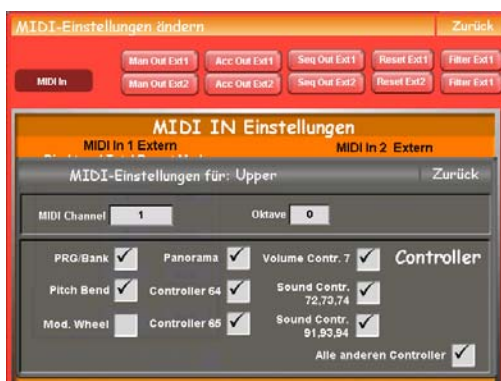 MIDI-Einstellungen ändern Zurück
Man Out Ext1 Acc Out Ext1 Seq Out Ext1 Reset Ext1 Filter Ext1
MIDI In Man Out Ext2 Acc Out Ext2 Seq Out Ext2 Reset Ext2 Filter Ext1
MIDI IN Einstellungen
MIDI In 1 Extern MIDI In 2 Extern
MIDI-Einstellungen für: Upper Zurück
MIDI Channel 1 Oktave 0
PRG/Bank Panorama Volume Contr. 7 Controller
Pitch Bend Controller 64 Sound Contr. 72,73,74
Mod. Wheel Controller 65 Sound Contr. 91,93,94
Alle anderen Controller